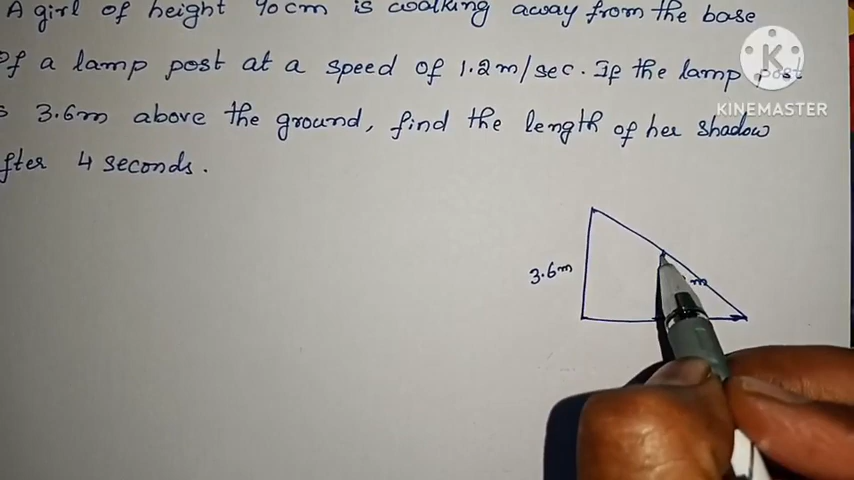 A girl of height 90cm is walking away from the base
of a lamp post at a speed of 1.2m/sec. If the lamp post
s 3.6m above the ground, find the length of her shadow
fter 4 seconds.
3.6m
m
K
KINEMASTER